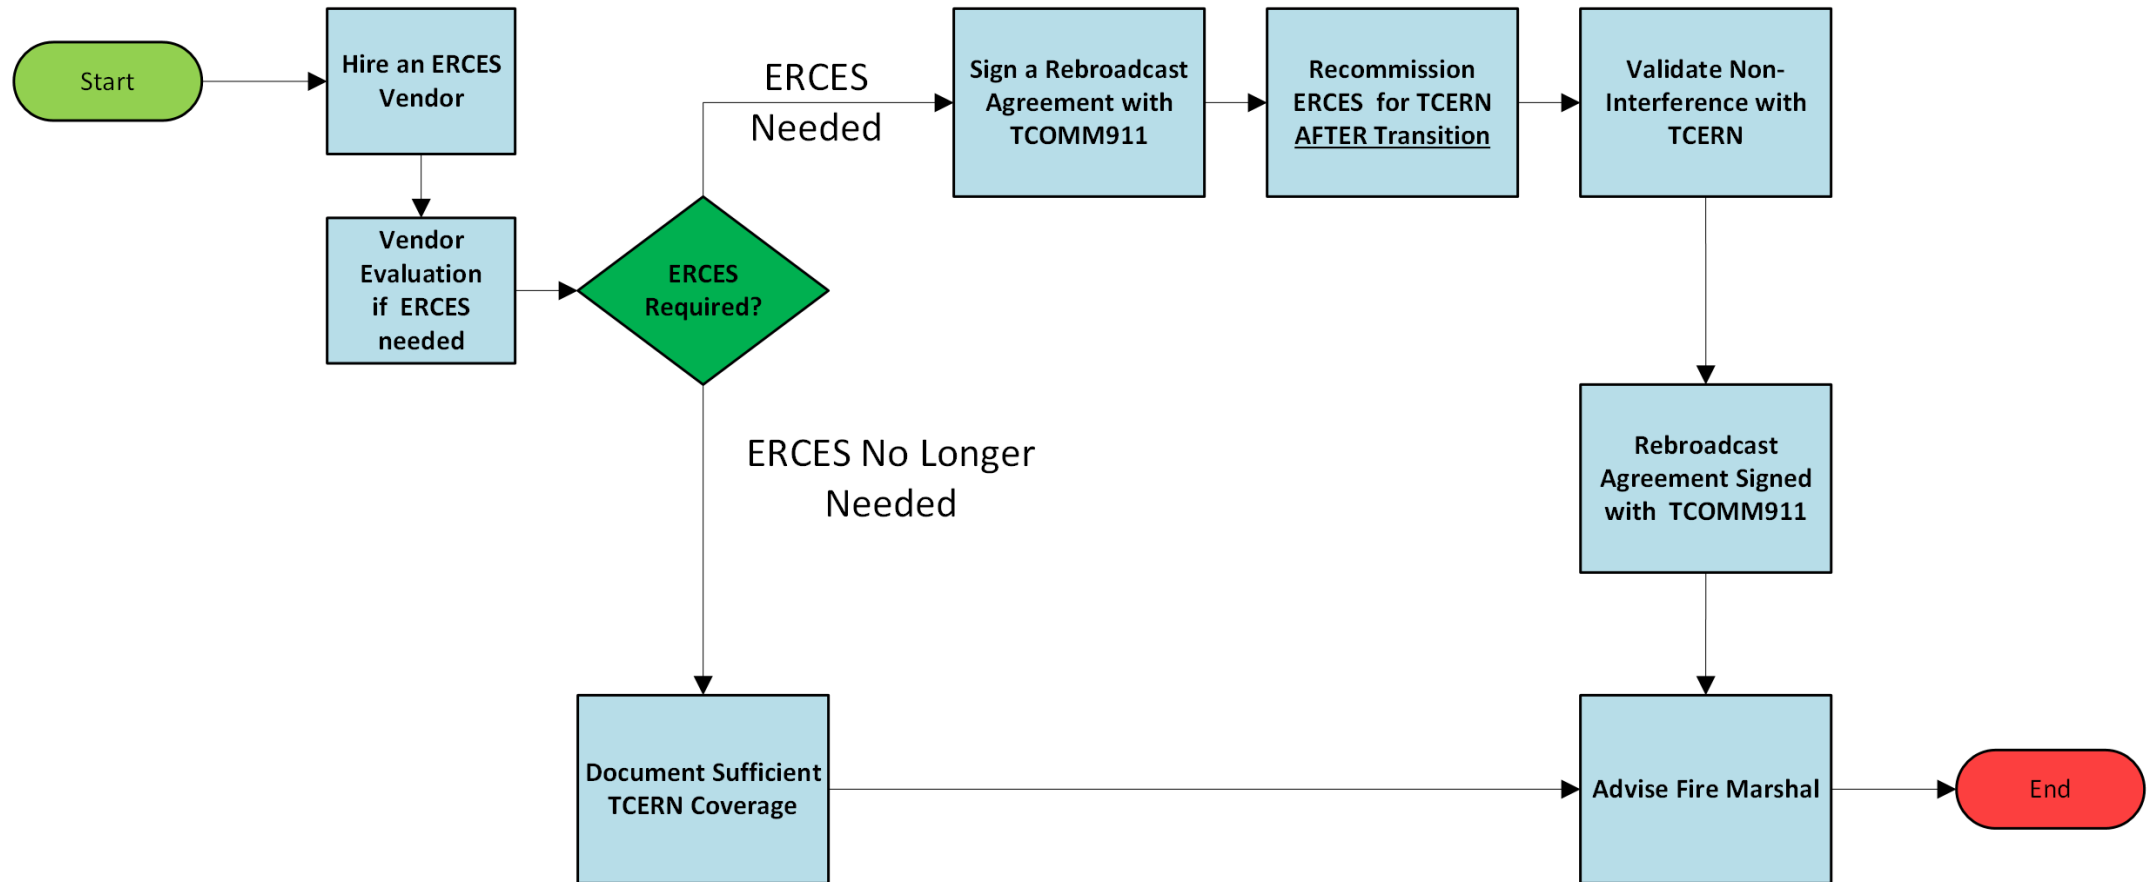 Start
Hire an ERCES
Vendor
Vendor
Evaluation
if ERCES
needed
ERCES
Required?
ERCES
Needed
Sign a Rebroadcast
Agreement with
TCOMM911
Recommission
ERCES for TCERN
AFTER Transition
Validate Non-
Interference with
TCERN
Rebroadcast
Agreement Signed
with TCOMM911
ERCES No Longer
Needed
Document Sufficient
TCERN Coverage
Advise Fire Marshal
End